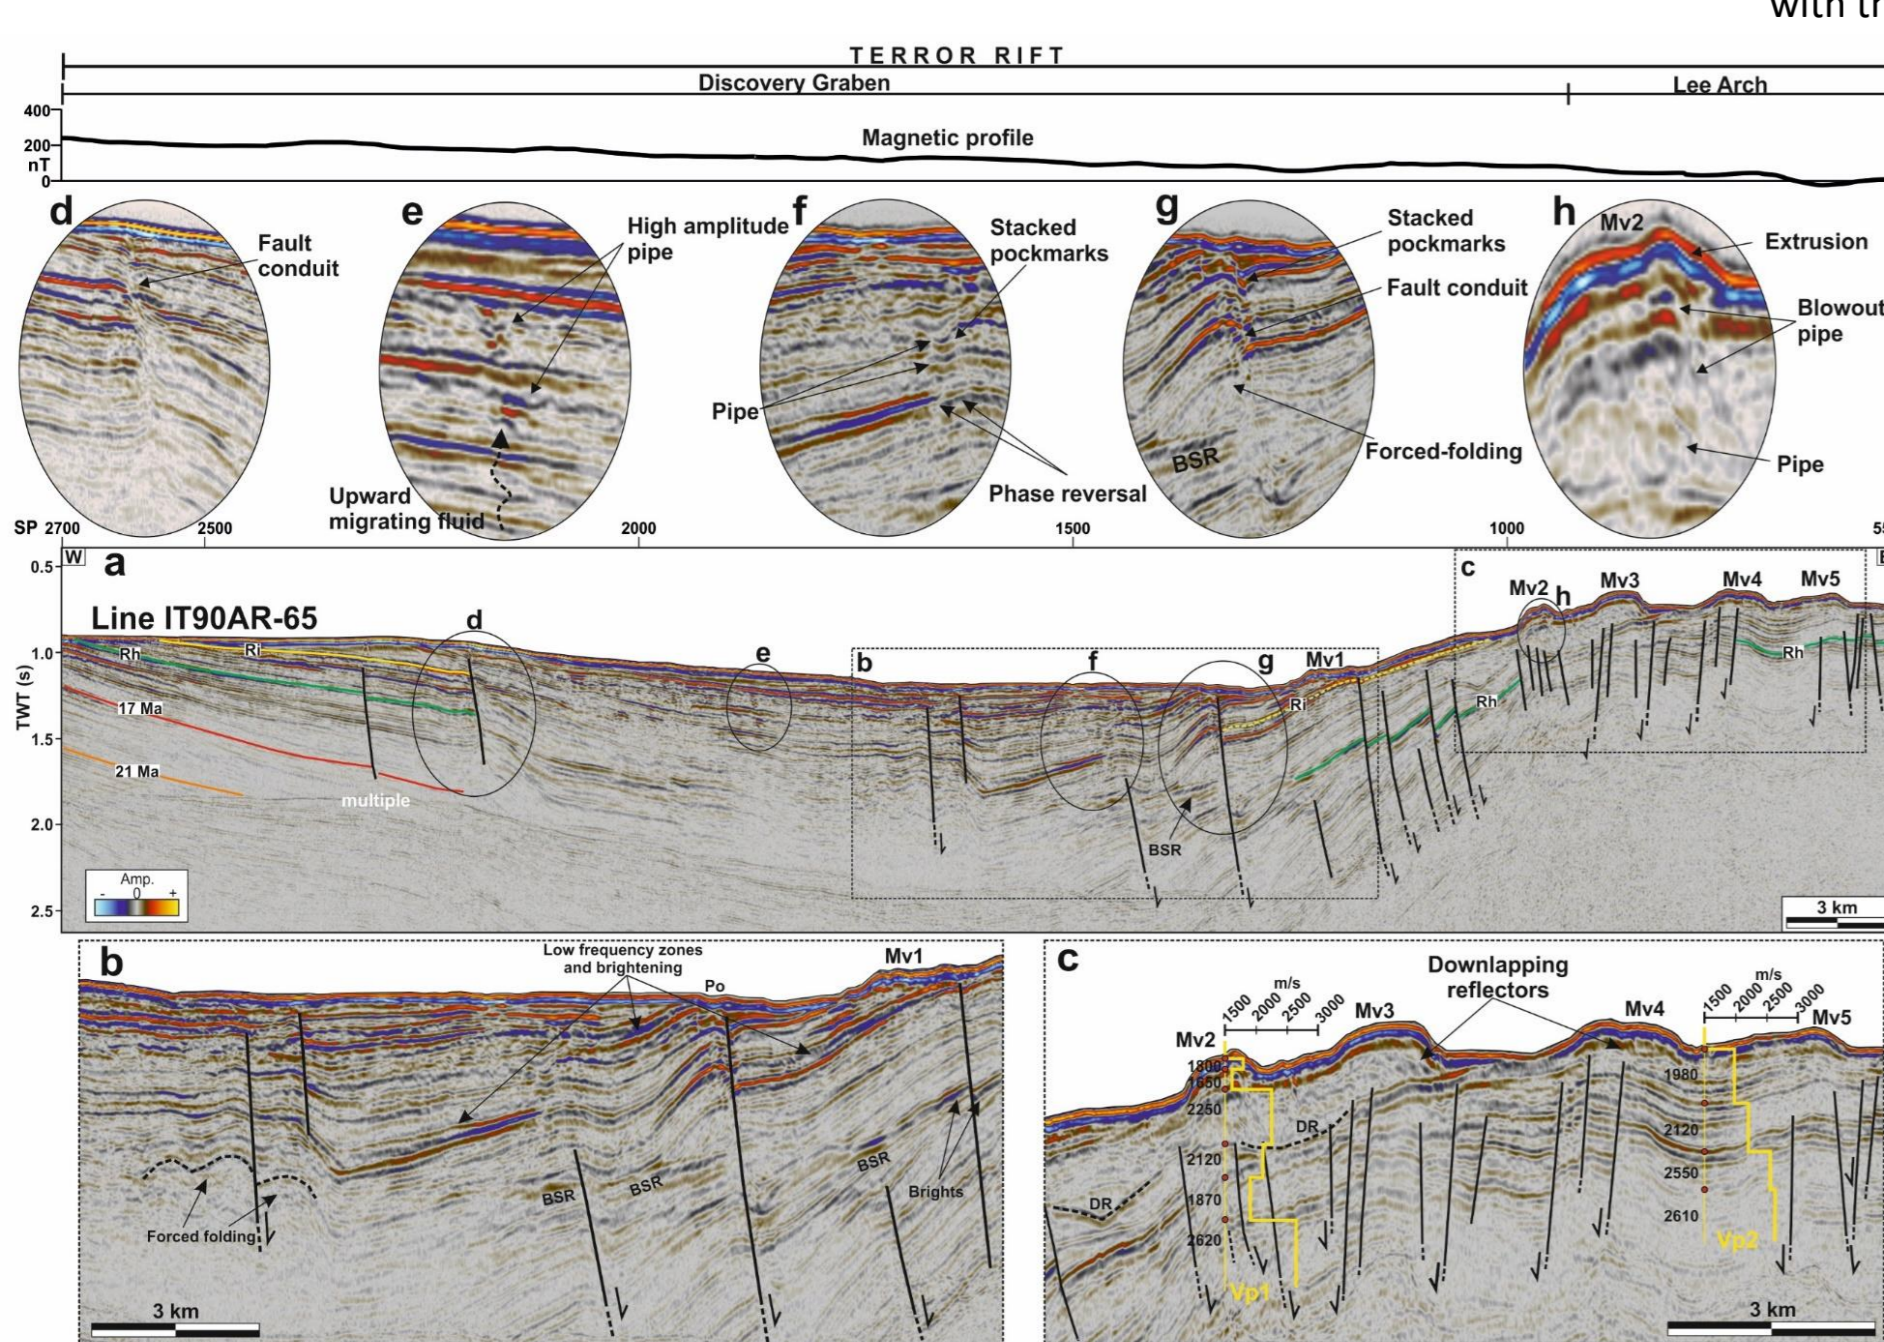 with th
TERROR RIFT
Discovery Graben
Lee Arch
400
200
nT
0
Magnetic profile
d
Fault
conduit
e
High amplitude
pipe
Upward
migrating fluid
f
Stacked
pockmarks
Pipe
Phase reversal
g
Stacked
pockmarks
Fault conduit
Forced-folding
BSR
h
Mv2
Extrusion
Blowout
pipe
Pipe
SP 2700
2500
2000
1500
1000
55
W
a
Line IT90AR-65
0.5
1.0
1.5
2.0
2.5
TWT (s)
Rh
Ri
17 Ma
21 Ma
multiple
d
e
b
f
g
Mv1
Ri
Rh
BSR
c
Mv2
h
Mv3
Mv4
Mv5
Rh
Amp.
- 0 +
3 km
b
Low frequency zones
and brightening
Po
Mv1
BSR
BSR
BSR
Brights
Forced folding
3 km
c
Downlapping
reflectors
m/s
1500
2000
2500
3000
Mv2
Mv3
Mv4
m/s
1500
2000
2500
3000
Mv5
1800
1650
2250
2120
1870
2620
DR
DR
Vp1
1980
2120
2550
2610
Vp2
3 km